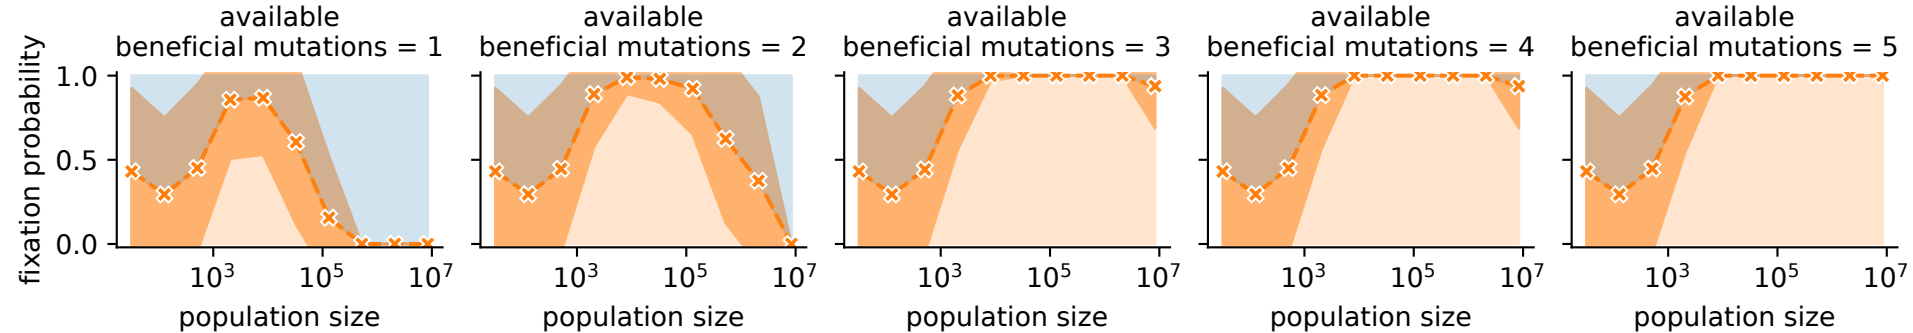 available
beneficial mutations = 1
available
beneficial mutations = 2
available
beneficial mutations = 3
available
beneficial mutations = 4
available
beneficial mutations = 5
fixation probability
1.0
0.5
0.0
10³ 10⁵ 10⁷
10³ 10⁵ 10⁷
10³ 10⁵ 10⁷
10³ 10⁵ 10⁷
10³ 10⁵ 10⁷
population size
population size
population size
population size
population size